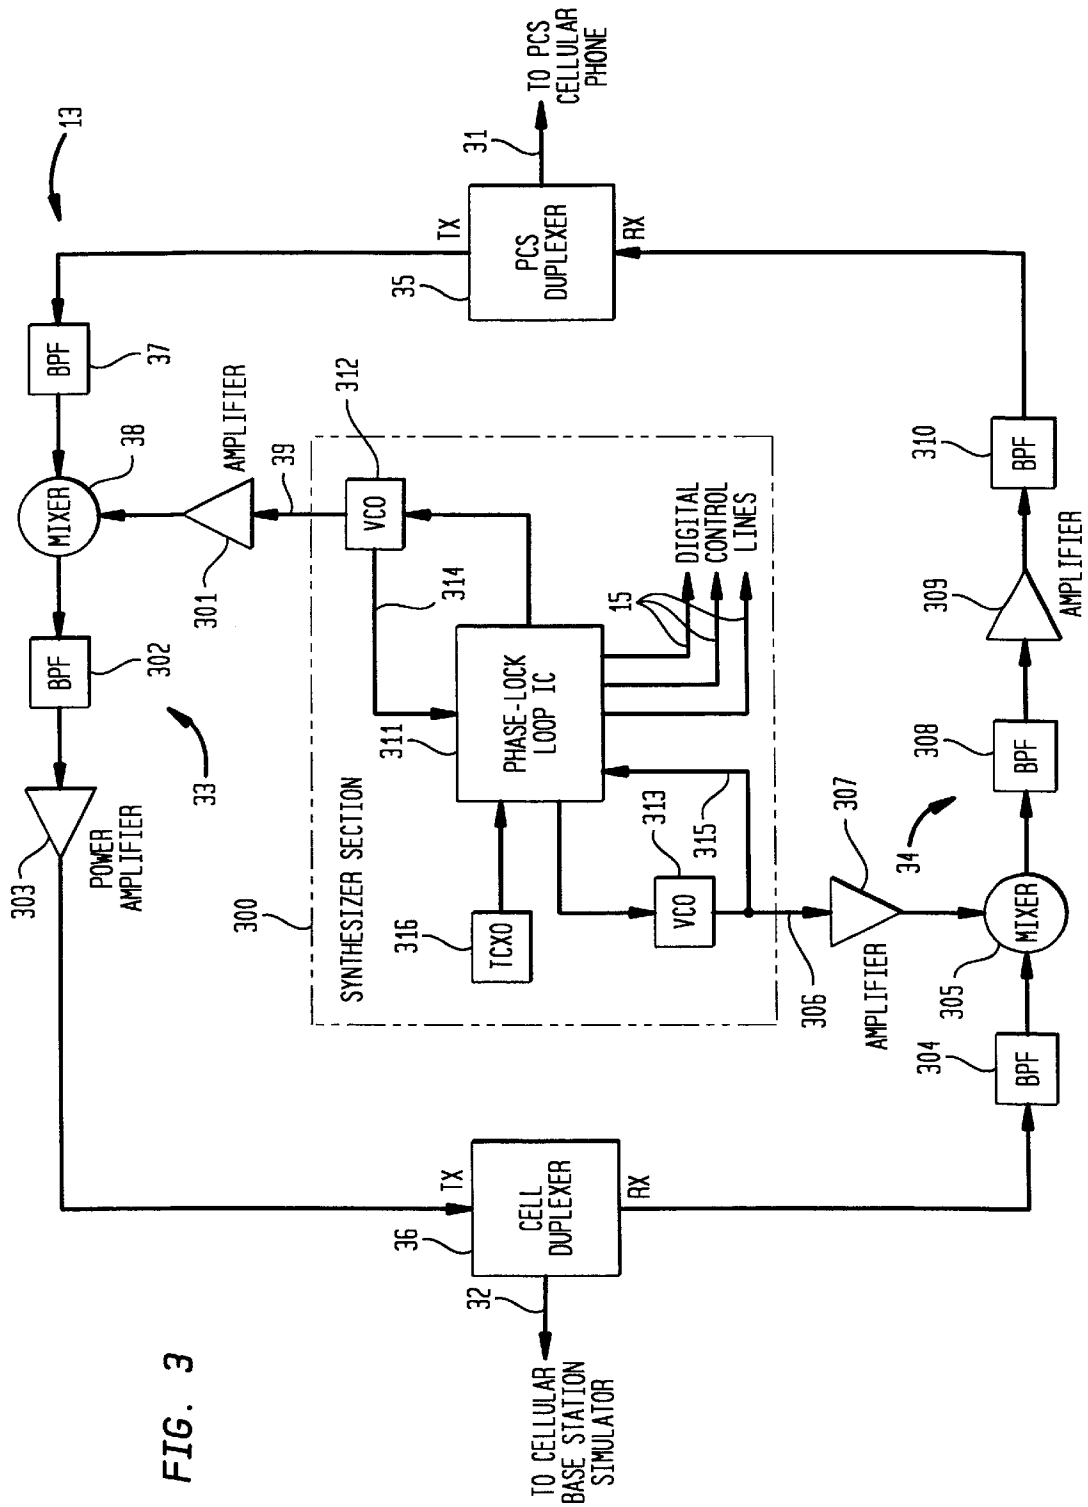 FIG. 3
13
TO PCS
CELLULAR
PHONE
31
TX
PCS
DUPLEXER
35
RX
BPF
37
MIXER
38
AMPLIFIER
39
301
BPF
302
33
POWER
AMPLIFIER
303
SYNTHESIZER SECTION
300
VCO
312
314
PHASE-LOCK
LOOP IC
311
15
DIGITAL
CONTROL
LINES
TCXO
316
VCO
313
315
306
AMPLIFIER
307
34
MIXER
305
BPF
304
BPF
308
AMPLIFIER
309
BPF
310
TX
CELL
DUPLEXER
36
RX
32
TO CELLULAR
BASE STATION
SIMULATOR